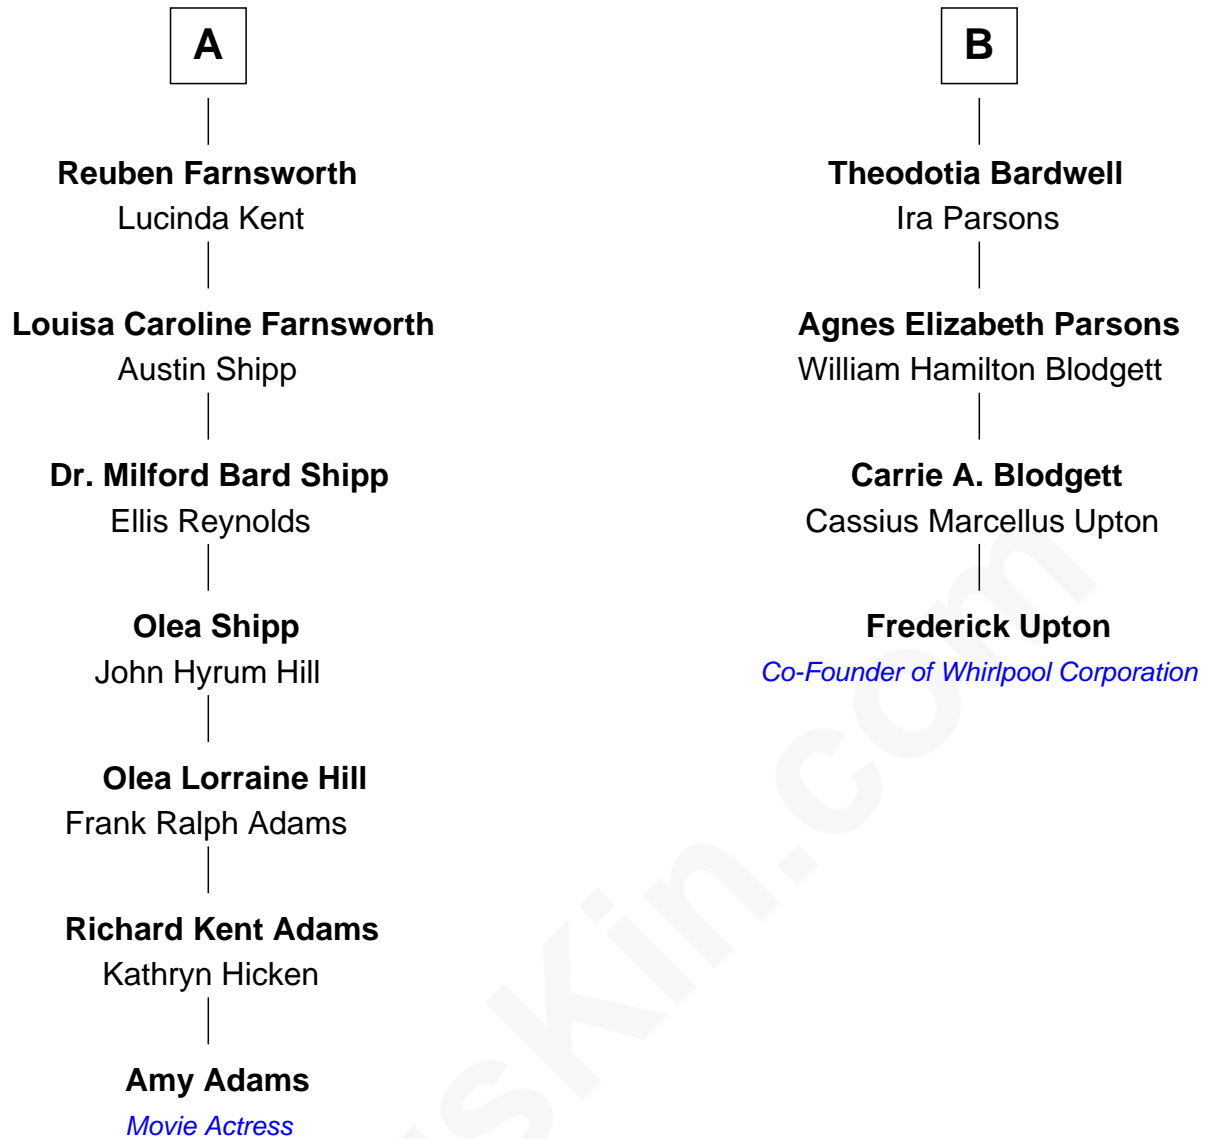 A
Reuben Farnsworth
Lucinda Kent
Louisa Caroline Farnsworth
Austin Shipp
Dr. Milford Bard Shipp
Ellis Reynolds
Olea Shipp
John Hyrum Hill
Olea Lorraine Hill
Frank Ralph Adams
Richard Kent Adams
Kathryn Hicken
Amy Adams
Movie Actress
B
Theodotia Bardwell
Ira Parsons
Agnes Elizabeth Parsons
William Hamilton Blodgett
Carrie A. Blodgett
Cassius Marcellus Upton
Frederick Upton
Co-Founder of Whirlpool Corporation